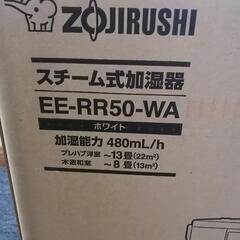 ZOJIRUSHI
スチーム式加湿器
EE-RR50-WA
ホワイト
加湿能力 480mL/h
プレハブ洋室 ～13畳(22m²)
木造和室 ～8畳(13m²)